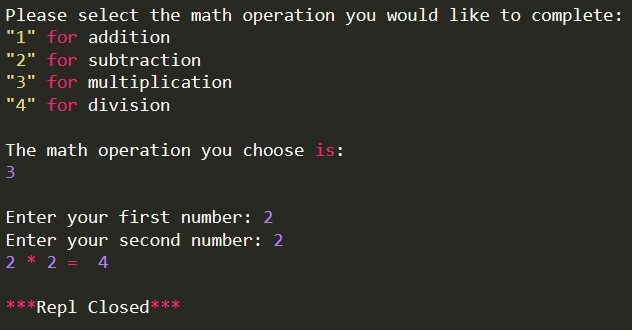 Please select the math operation you would like to complete:
"1" for addition
"2" for subtraction
"3" for multiplication
"4" for division
The math operation you choose is:
3
Enter your first number: 2
Enter your second number: 2
2 * 2 =  4
***Repl Closed***